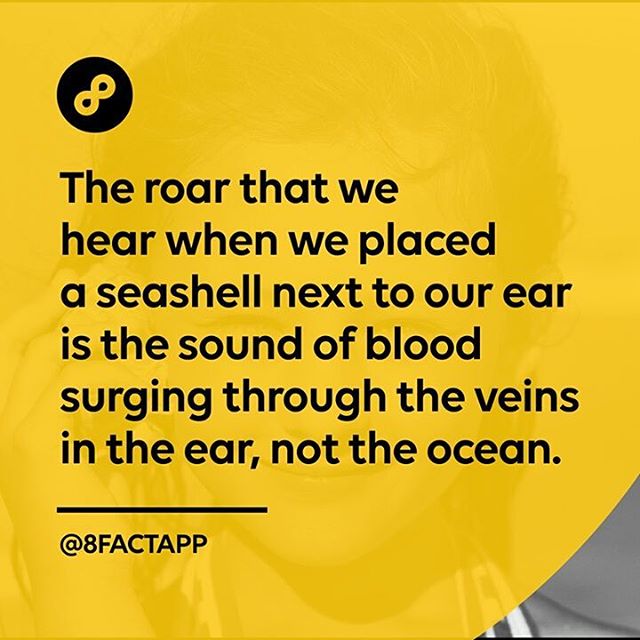 The roar that we
hear when we placed
a seashell next to our ear
is the sound of blood
surging through the veins
in the ear, not the ocean.
@8FACTAPP